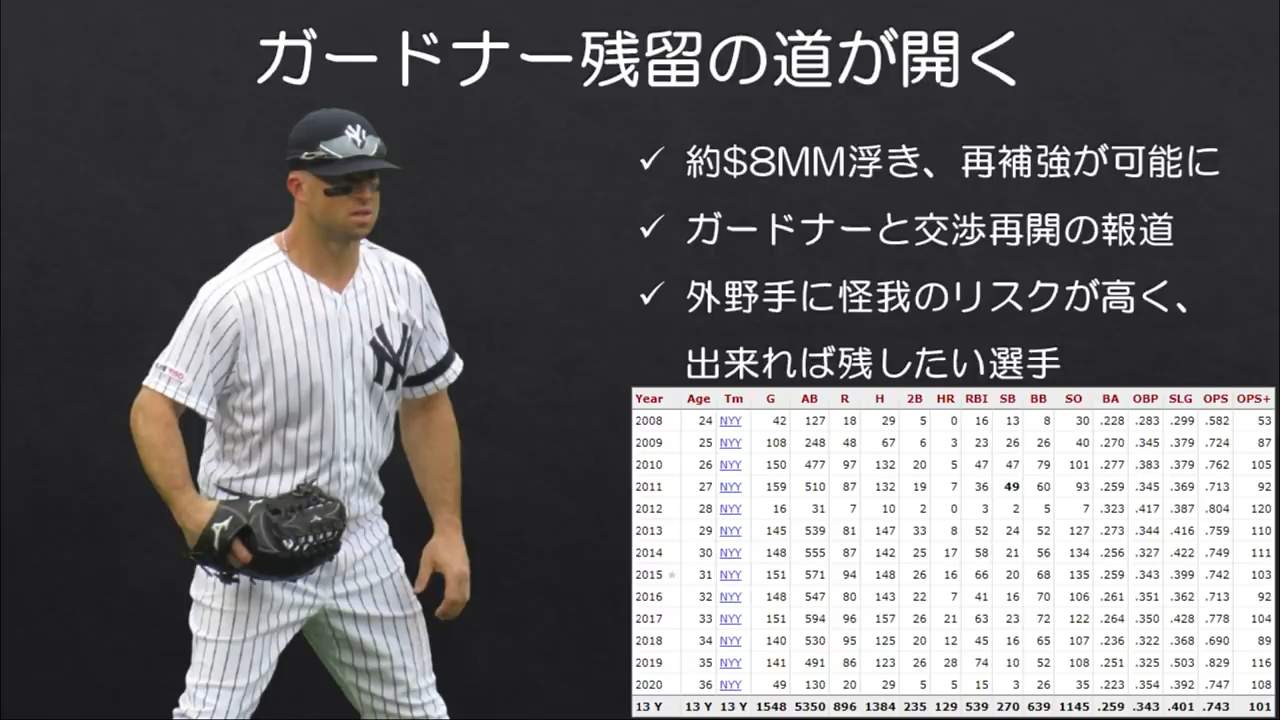 ガードナー残留の道が開く
✓ 約$8MM浮き、再補強が可能に
✓ ガードナーと交渉再開の報道
✓ 外野手に怪我のリスクが高く、
出来れば残したい選手
Year Age Tm G AB R H 2B HR RBI SB BB SO BA OBP SLG OPS OPS+
2008 24 NYY 42 127 18 29 5 0 16 13 8 30 .228 .283 .299 .582 53
2009 25 NYY 108 248 48 67 6 3 23 26 26 40 .270 .345 .379 .724 87
2010 26 NYY 150 477 97 132 20 5 47 47 79 101 .277 .383 .379 .762 105
2011 27 NYY 159 510 87 132 19 7 36 49 60 93 .259 .345 .369 .713 92
2012 28 NYY 16 31 7 10 2 0 3 2 5 7 .323 .417 .387 .804 120
2013 29 NYY 145 539 81 147 33 8 52 24 52 127 .273 .344 .416 .759 110
2014 30 NYY 148 555 87 142 25 17 58 21 56 134 .256 .327 .422 .749 111
2015 ★ 31 NYY 151 571 94 148 26 16 66 20 68 135 .259 .343 .399 .742 103
2016 32 NYY 148 547 80 143 22 7 41 16 70 106 .261 .351 .362 .713 92
2017 33 NYY 151 594 96 157 26 21 63 23 72 122 .264 .350 .428 .778 104
2018 34 NYY 140 530 95 125 20 12 45 16 65 107 .236 .322 .368 .690 89
2019 35 NYY 141 491 86 123 26 28 74 10 52 108 .251 .325 .503 .829 116
2020 36 NYY 49 130 20 29 5 5 15 3 26 35 .223 .354 .392 .747 108
13 Y 13 Y 13 Y 1548 5350 896 1384 235 129 539 270 639 1145 .259 .343 .401 .743 101